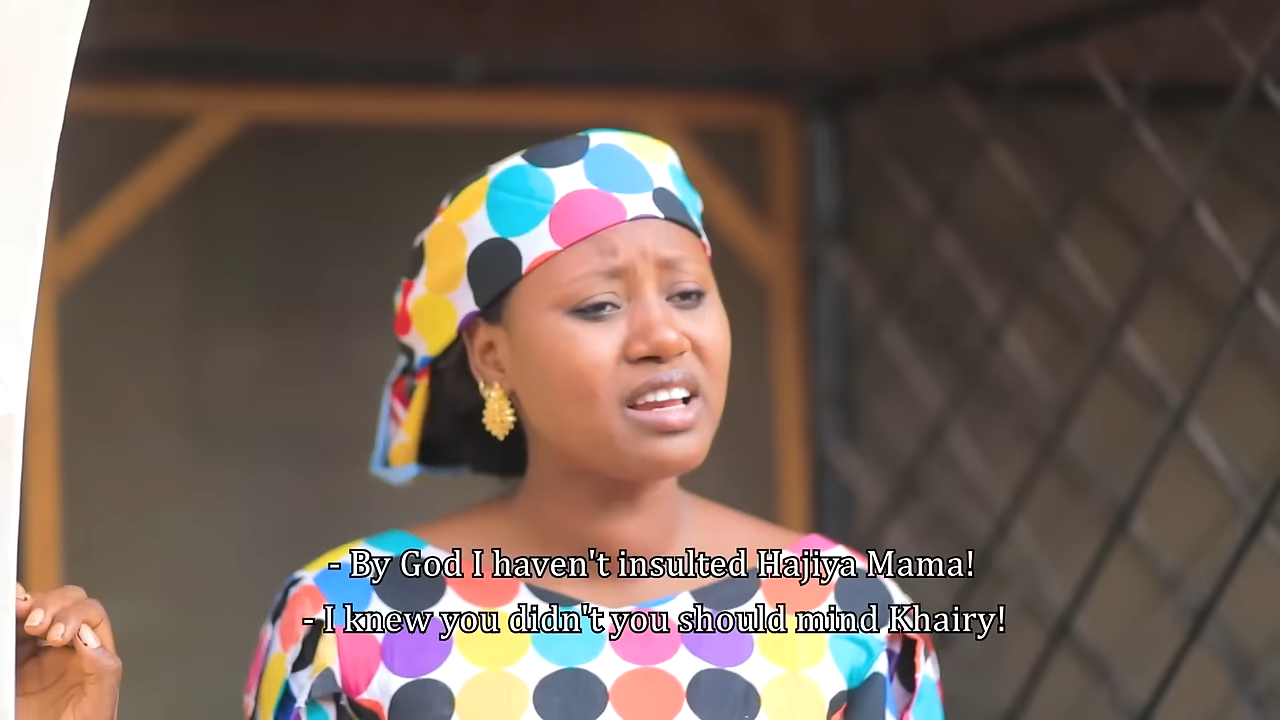 - By God I haven't insulted Hajiya Mama!
- I knew you didn't you should mind Khairy!